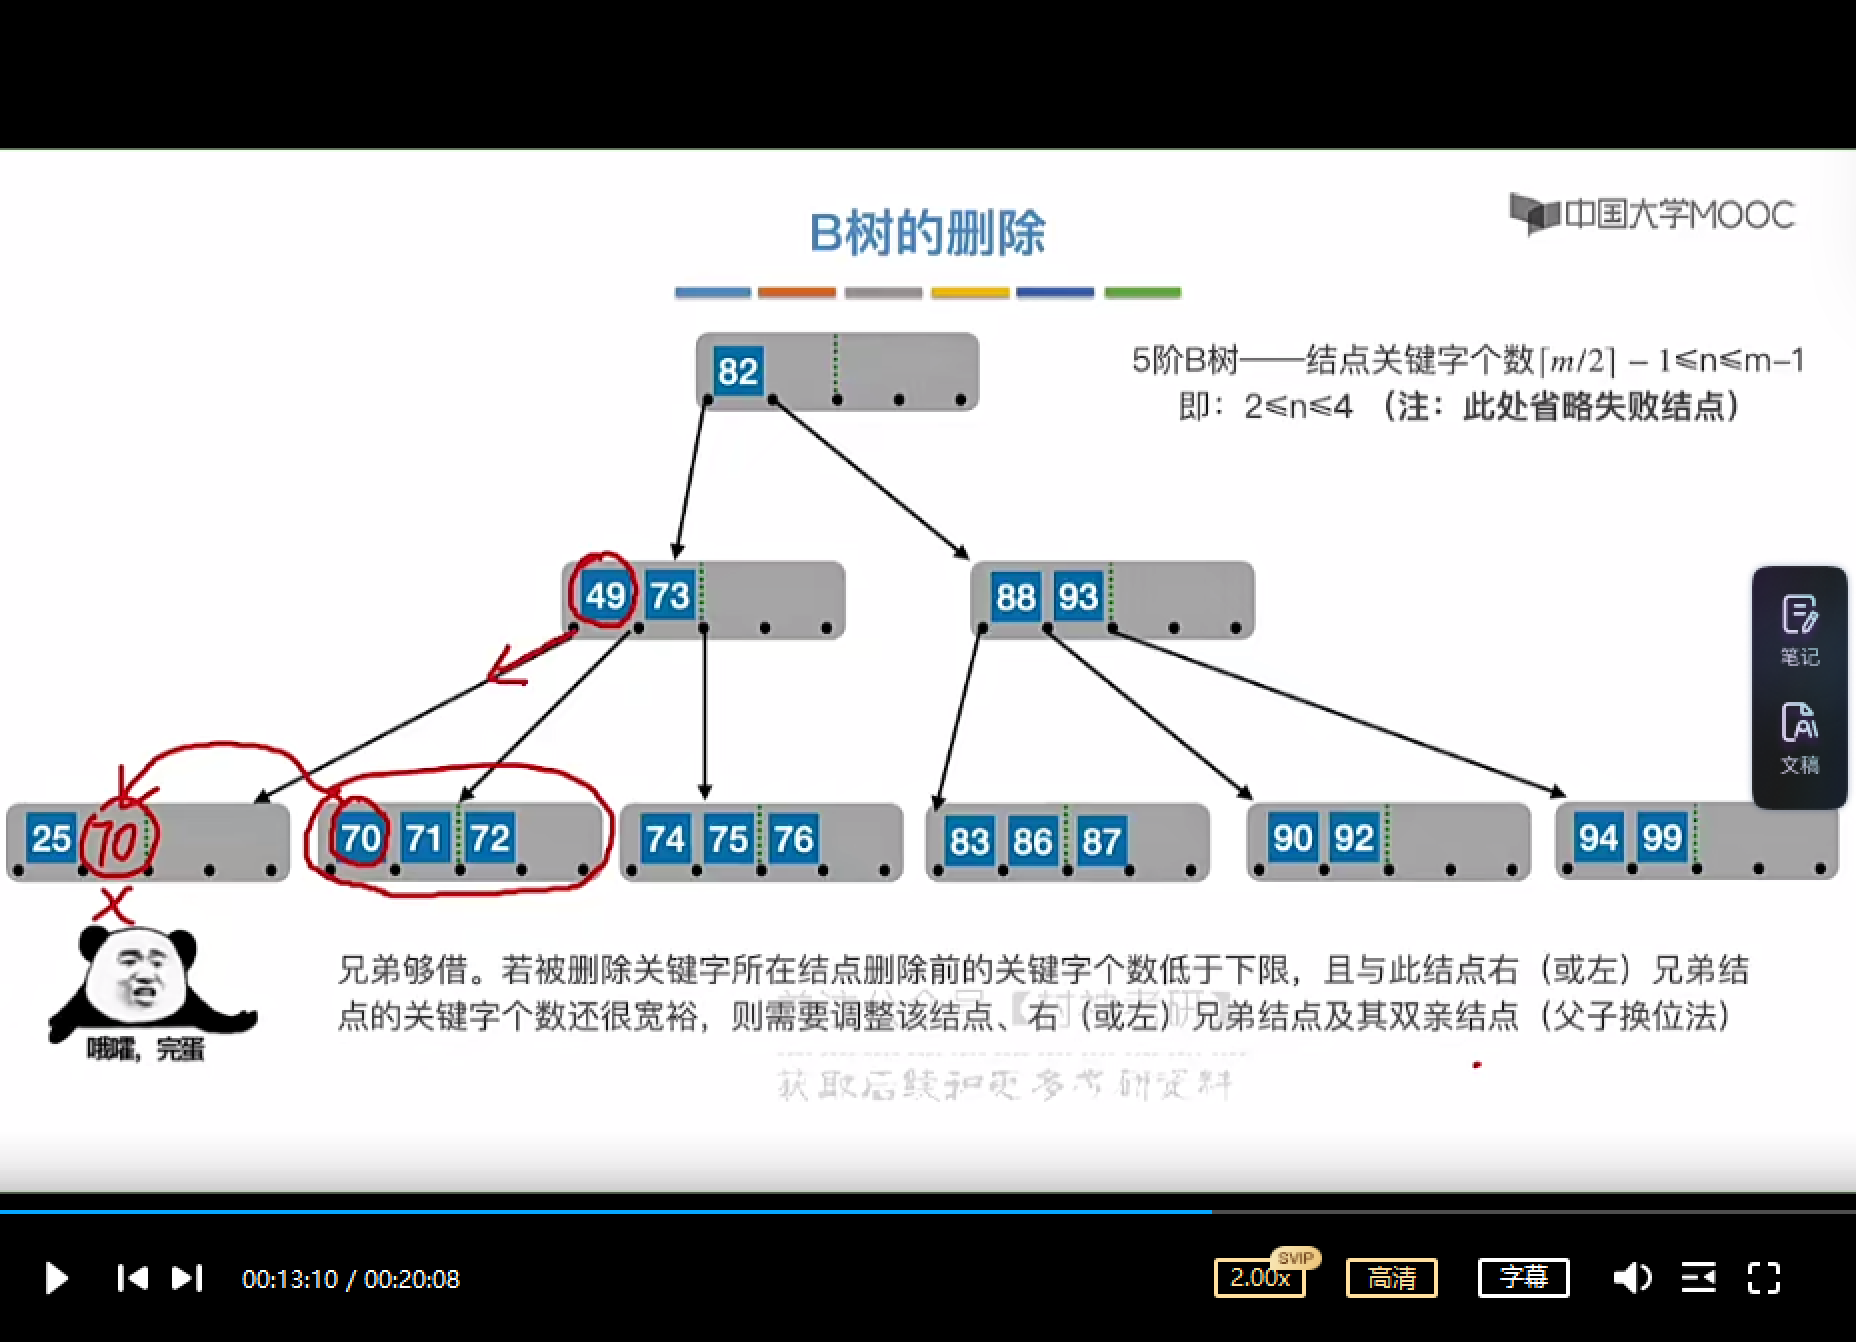 B树的删除
中国大学MOOC
82
5阶B树——结点关键字个数⌈m/2⌉ – 1≤n≤m–1
即：2≤n≤4 （注：此处省略失败结点）
49 73
88 93
笔记
文稿
25 70
70 71 72
74 75 76
83 86 87
90 92
94 99
x
兄弟够借。若被删除关键字所在结点删除前的关键字个数低于下限，且与此结点右（或左）兄弟结
点的关键字个数还很宽裕，则需要调整该结点、右（或左）兄弟结点及其双亲结点（父子换位法）
哦嚯，完蛋
获取后续和更多考研资料
00:13:10 / 00:20:08
SVIP
2.00x
高清
字幕